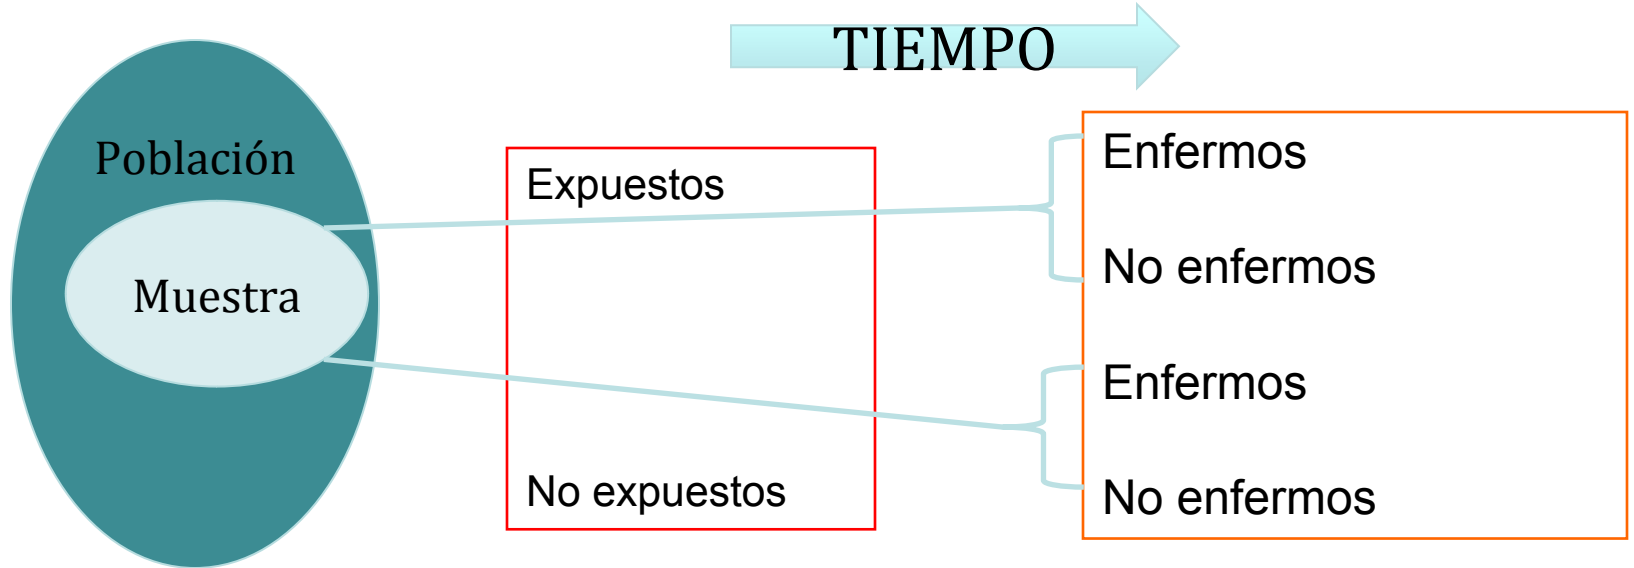 TIEMPO
Población
Muestra
Expuestos
No expuestos
Enfermos
No enfermos
Enfermos
No enfermos